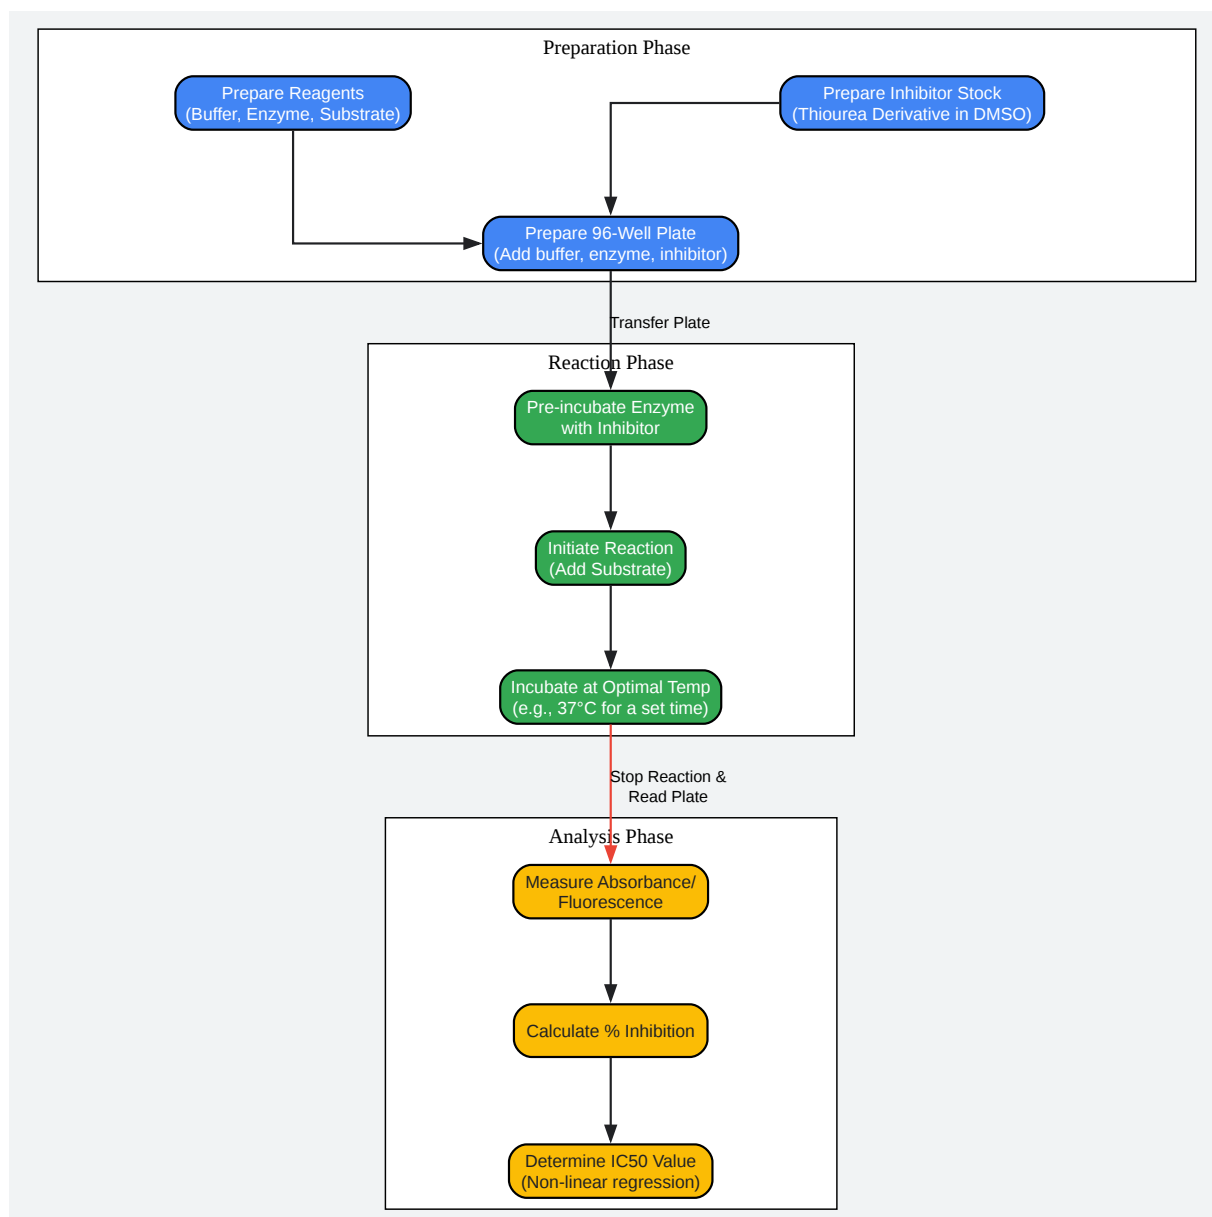 Preparation Phase
Prepare Reagents
(Buffer, Enzyme, Substrate)
Prepare Inhibitor Stock
(Thiourea Derivative in DMSO)
Prepare 96-Well Plate
(Add buffer, enzyme, inhibitor)
Transfer Plate
Reaction Phase
Pre-incubate Enzyme
with Inhibitor
Initiate Reaction
(Add Substrate)
Incubate at Optimal Temp
(e.g., 37°C for a set time)
Stop Reaction &
Read Plate
Analysis Phase
Measure Absorbance/
Fluorescence
Calculate % Inhibition
Determine IC50 Value
(Non-linear regression)